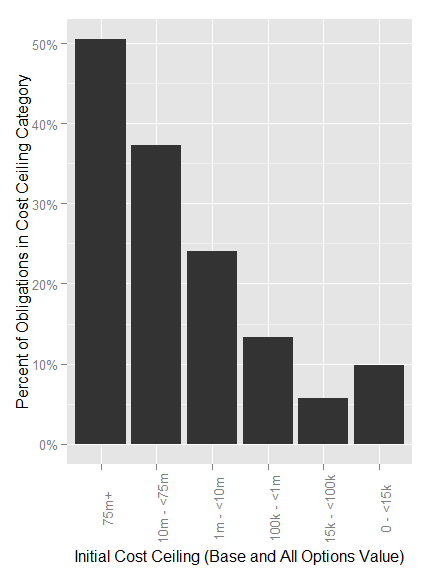 Percent of Obligations in Cost Ceiling Category
50%
40%
30%
20%
10%
0%
75m+
10m - <75m
1m - <10m
100k - <1m
15k - <100k
0 - <15k
Initial Cost Ceiling (Base and All Options Value)